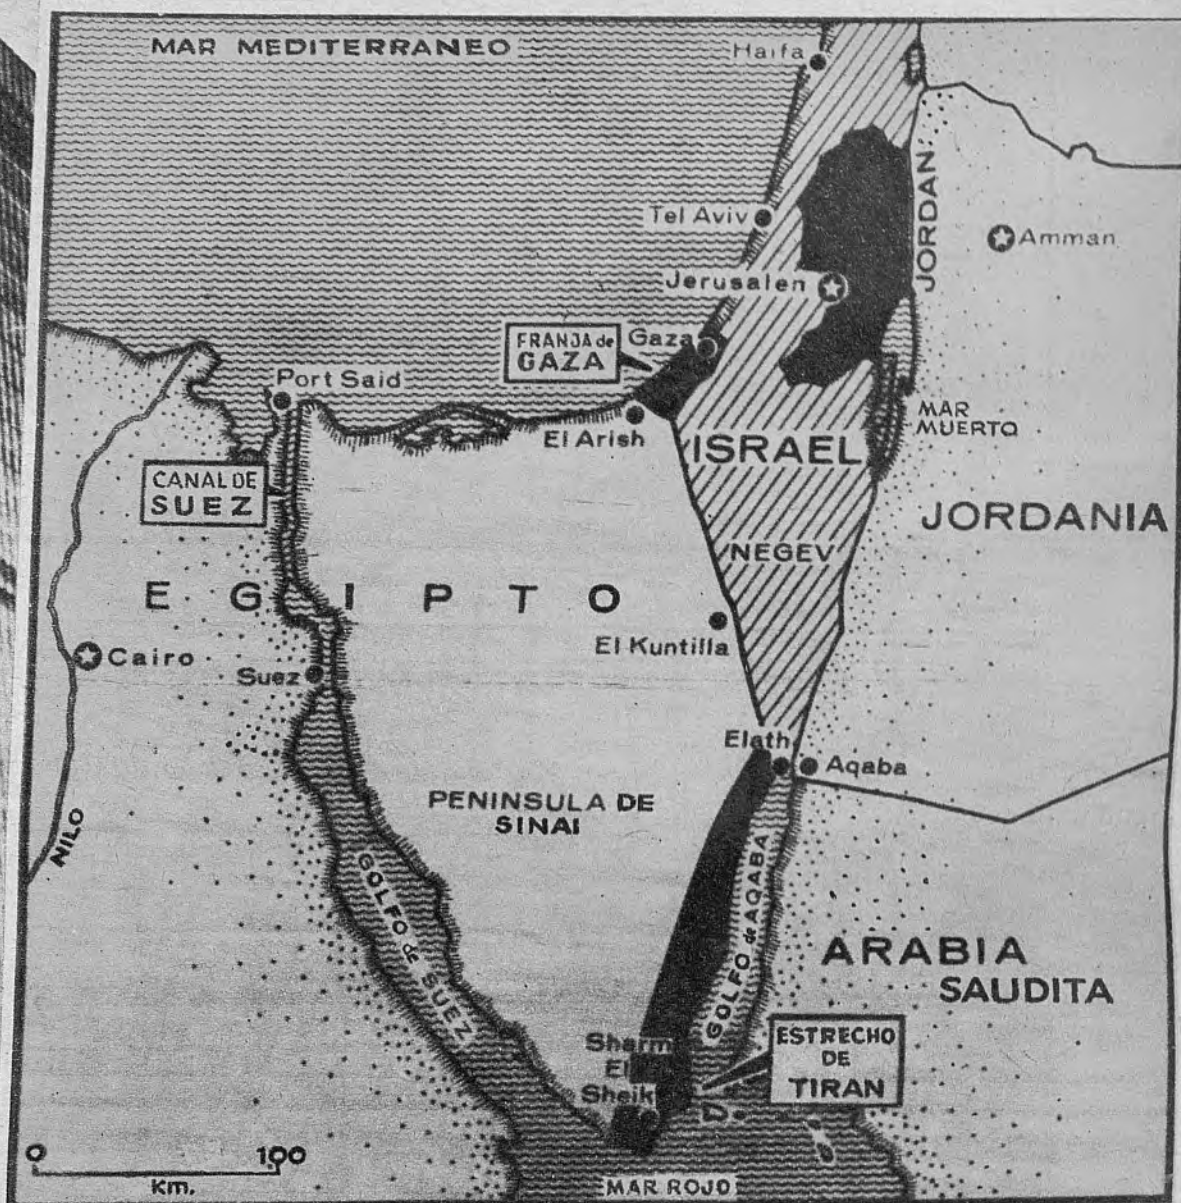 MAR MEDITERRANEO
Haifa
Tel Aviv
JORDAN
Amman
Jerusalen
FRANJA de
GAZA
Gaza
Port Said
El Arish
MAR
MUERTO
ISRAEL
CANAL DE
SUEZ
JORDANIA
NEGEV
EGIPTO
El Kuntilla
Cairo
Suez
Elath
Aqaba
PENINSULA DE
SINAI
NILO
GOLFO de SUEZ
GOLFO de AQABA
ARABIA
SAUDITA
Sharm
El
Sheik
ESTRECHO
DE
TIRAN
0 100
Km.
MAR ROJO